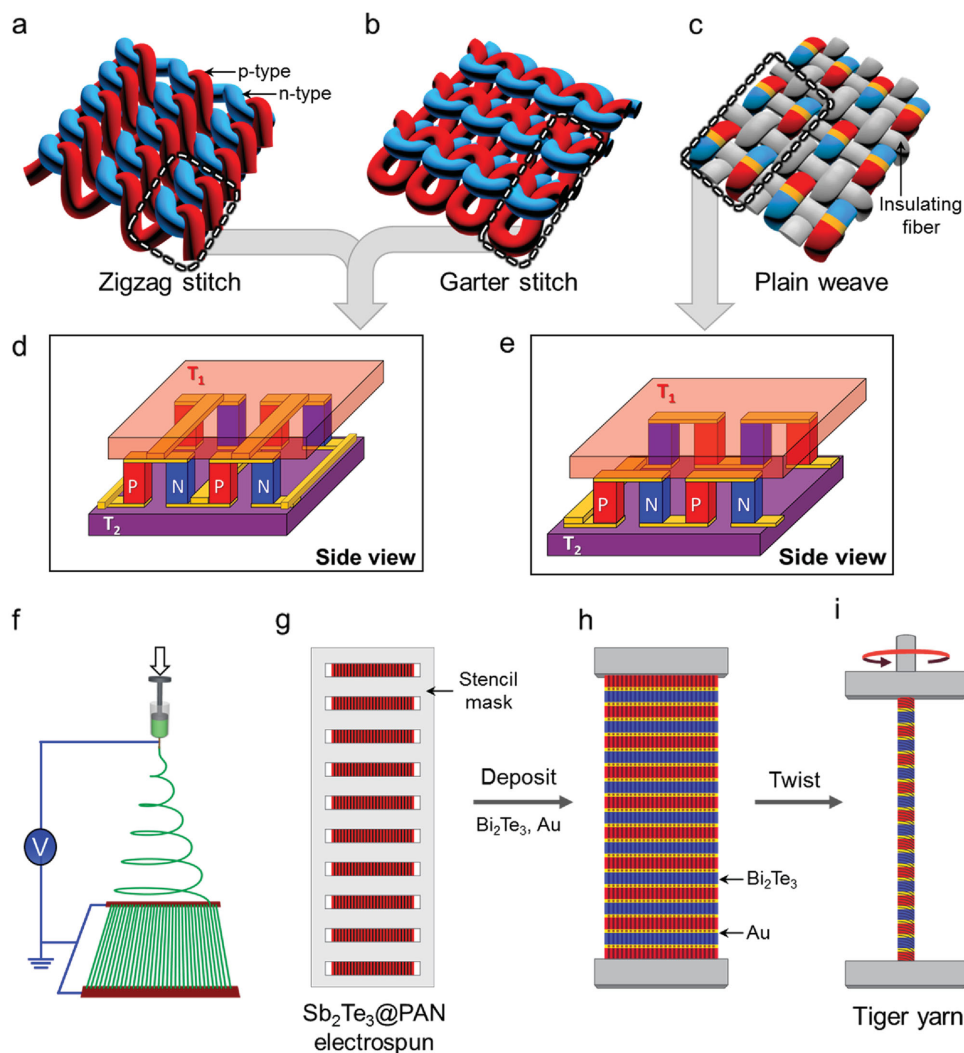 a
b
c
p-type
n-type
Insulating
fiber
Zigzag stitch
Garter stitch
Plain weave
d
e
T₁
P N P N
T₂
Side view
T₁
P N P N
T₂
Side view
f
g
h
i
V
Stencil
mask
Deposit
Bi₂Te₃, Au
Twist
Bi₂Te₃
Au
Sb₂Te₃@PAN
electrospun
Tiger yarn